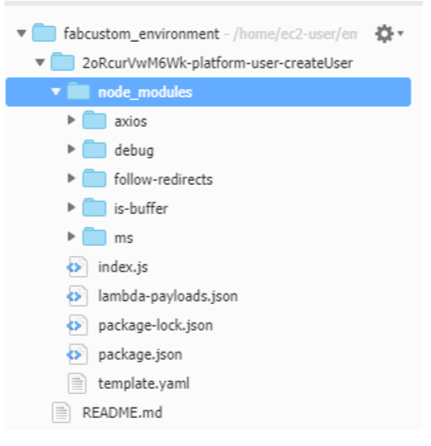 fabcustom_environment - /home/ec2-user/en
2oRcurVwM6Wk-platform-user-createUser
node_modules
axios
debug
follow-redirects
is-buffer
ms
index.js
lambda-payloads.json
package-lock.json
package.json
template.yaml
README.md